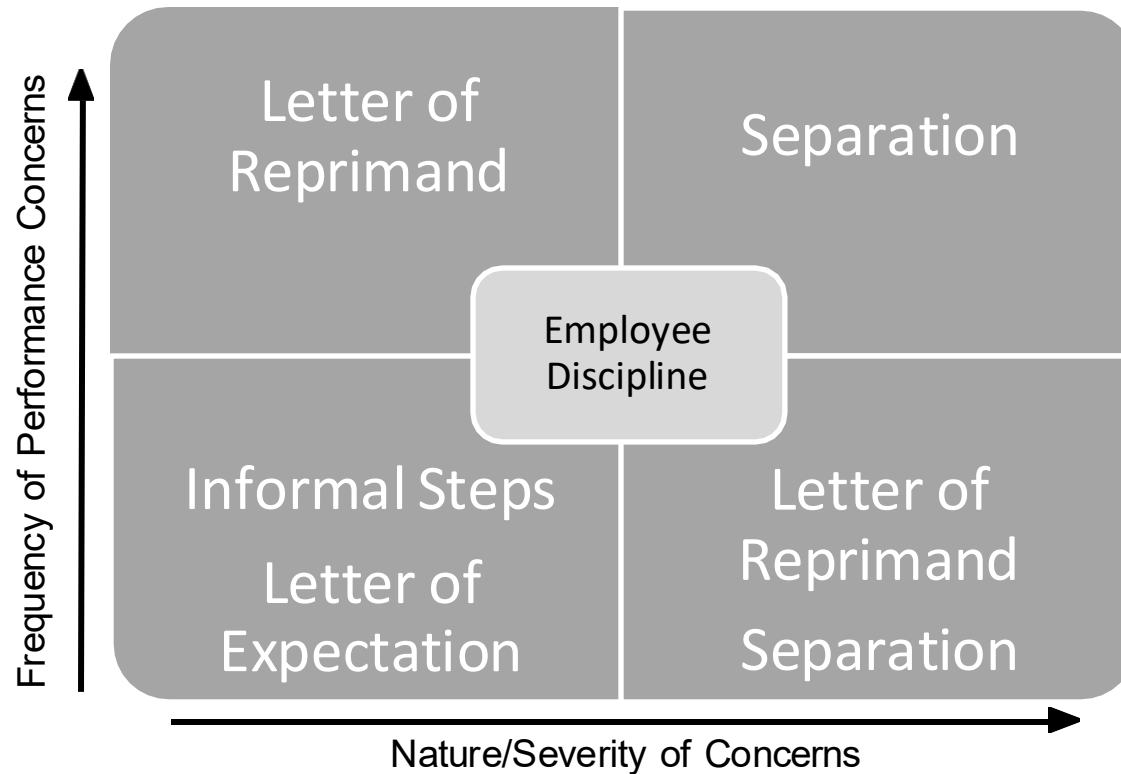 Frequency of Performance Concerns
Letter of
Reprimand
Separation
Employee
Discipline
Informal Steps
Letter of
Expectation
Letter of
Reprimand
Separation
Nature/Severity of Concerns